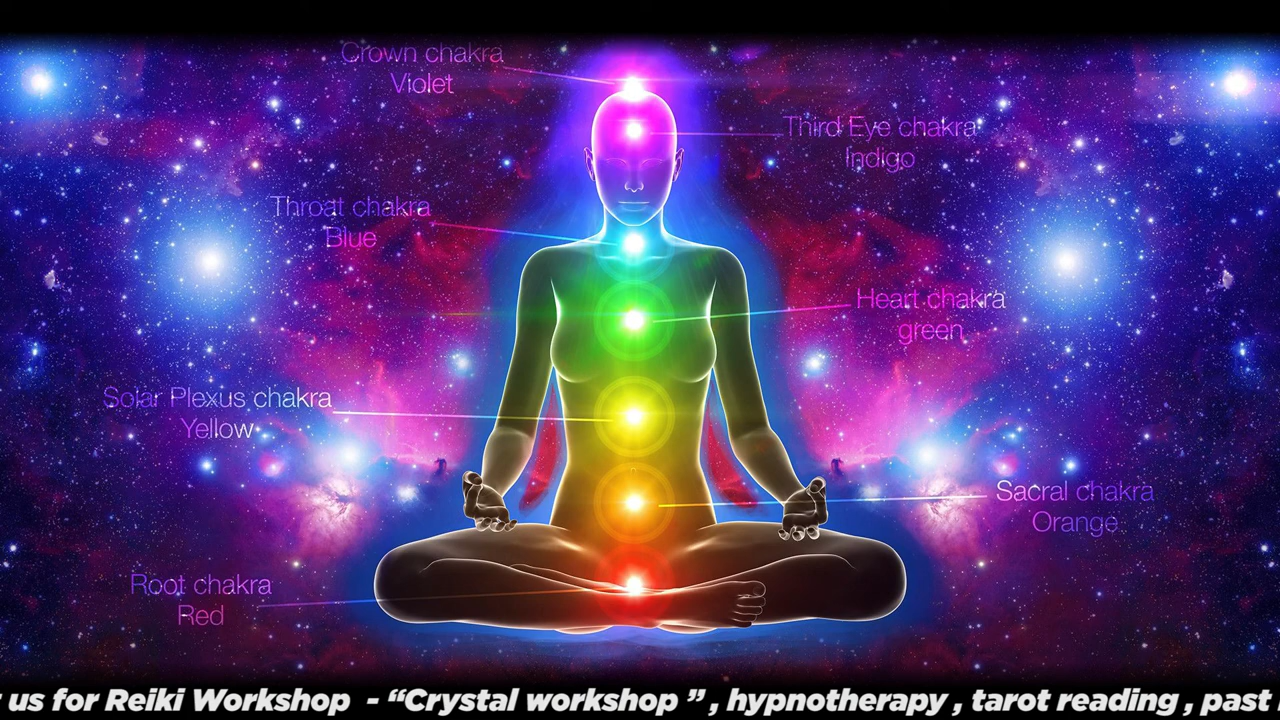 Crown chakra
Violet
Third Eye chakra
Indigo
Throat chakra
Blue
Heart chakra
green
Solar Plexus chakra
Yellow
Sacral chakra
Orange
Root chakra
Red
us for Reiki Workshop - “Crystal workshop ” , hypnotherapy , tarot reading , past